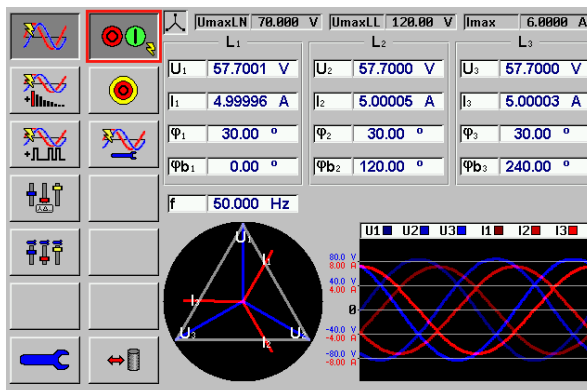 UmaxLN 70.000 V UmaxLL 120.00 V Imax 6.0000 A
L₁ L₂ L₃
U₁ 57.7001 V U₂ 57.7000 V U₃ 57.7000 V
I₁ 4.99996 A I₂ 5.00005 A I₃ 5.00003 A
φ₁ 30.00 º φ₂ 30.00 º φ₃ 30.00 º
φb₁ 0.00 º φb₂ 120.00 º φb₃ 240.00 º
f 50.000 Hz
U₁
I₁
I₃
U₃ U₂
I₂
U1 U2 U3 I1 I2 I3
80.0 V
8.00 A
40.0 V
4.00 A
0
-40.0 V
-4.00 A
-80.0 V
-8.00 A